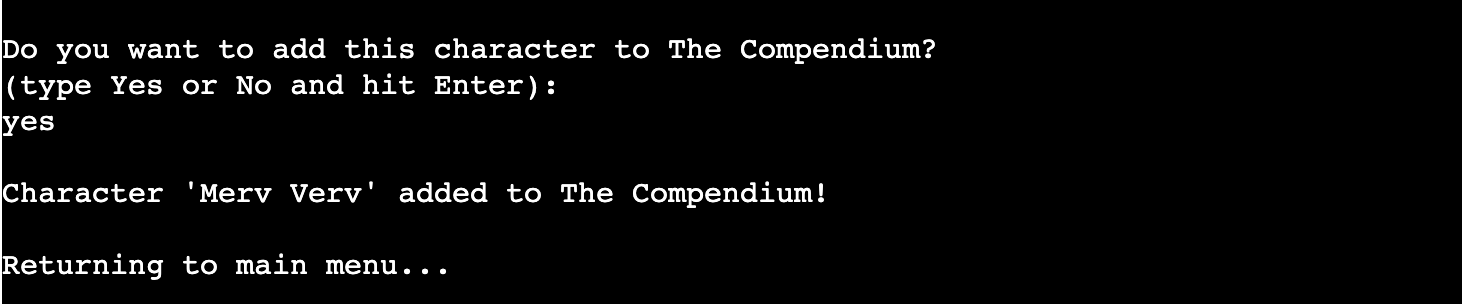 Do you want to add this character to The Compendium?
(type Yes or No and hit Enter):
yes
Character 'Merv Verv' added to The Compendium!
Returning to main menu...